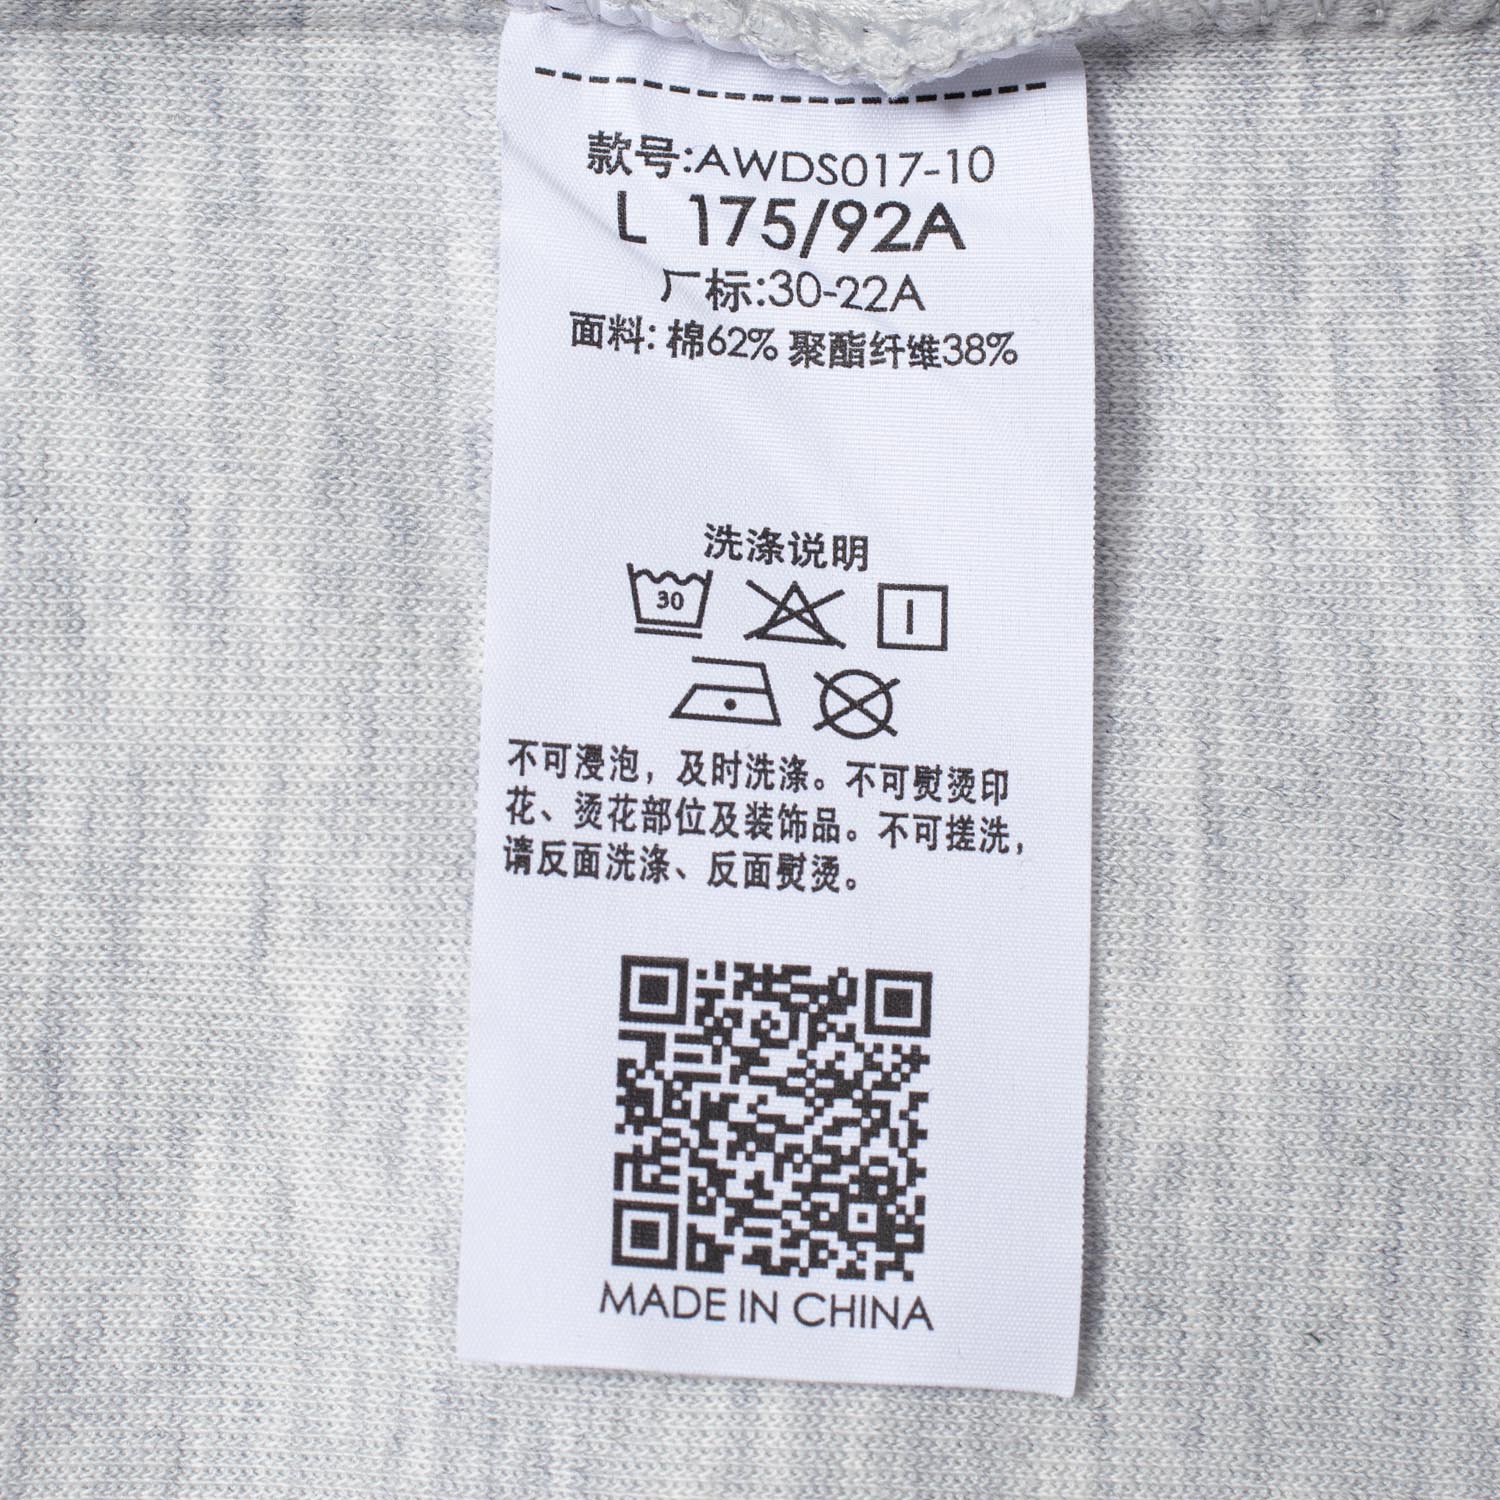 款号:AWDS017-10
L 175/92A
厂标:30-22A
面料: 棉62% 聚酯纤维38%
洗涤说明
30
不可浸泡，及时洗涤。不可熨烫印
花、烫花部位及装饰品。不可搓洗，
请反面洗涤、反面熨烫。
MADE IN CHINA